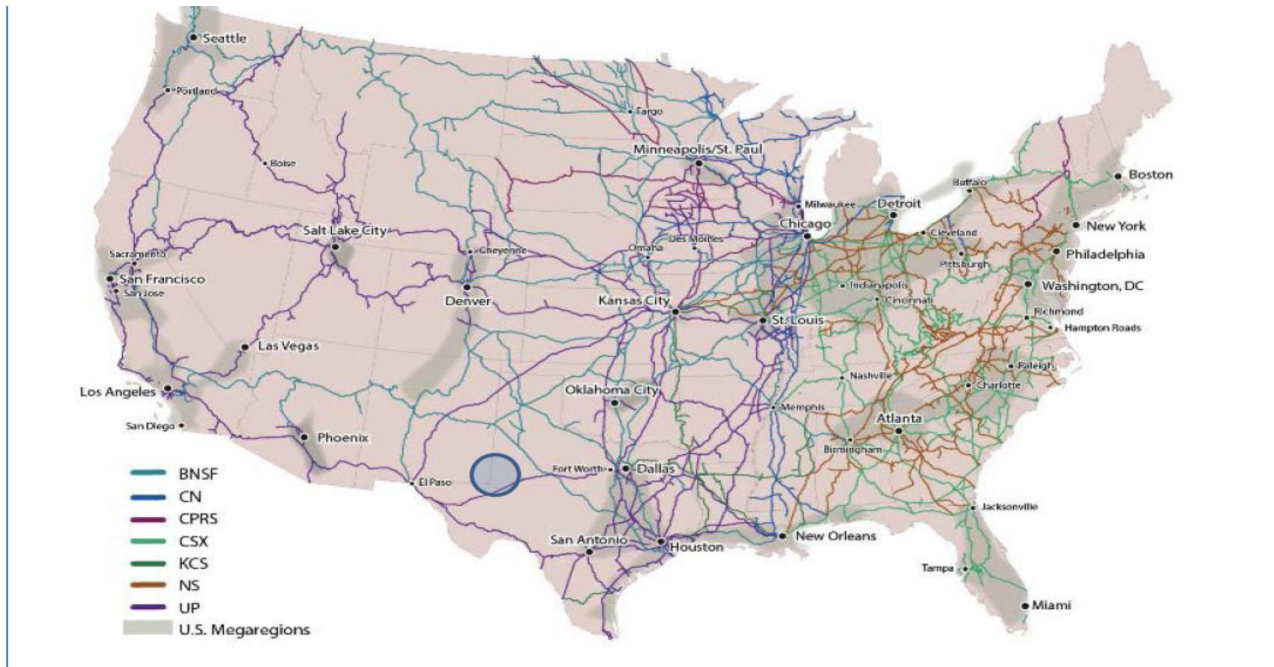 Seattle
Portland
Fargo
Minneapolis/St. Paul
Boise
Boston
Buffalo
Milwaukee
Detroit
Chicago
New York
Cleveland
Salt Lake City
Des Moines
Omaha
Cheyenne
Sacramento
Pittsburgh
Philadelphia
San Francisco
San Jose
Denver
Kansas City
Indianapolis
Cincinnati
Washington, DC
Richmond
St. Louis
Hampton Roads
Las Vegas
Raleigh
Nashville
Charlotte
Los Angeles
Oklahoma City
Memphis
Atlanta
San Diego
Phoenix
Birmingham
Fort Worth
Dallas
El Paso
Jacksonville
San Antonio
Houston
New Orleans
Tampa
Miami
BNSF
CN
CPRS
CSX
KCS
NS
UP
U.S. Megaregions